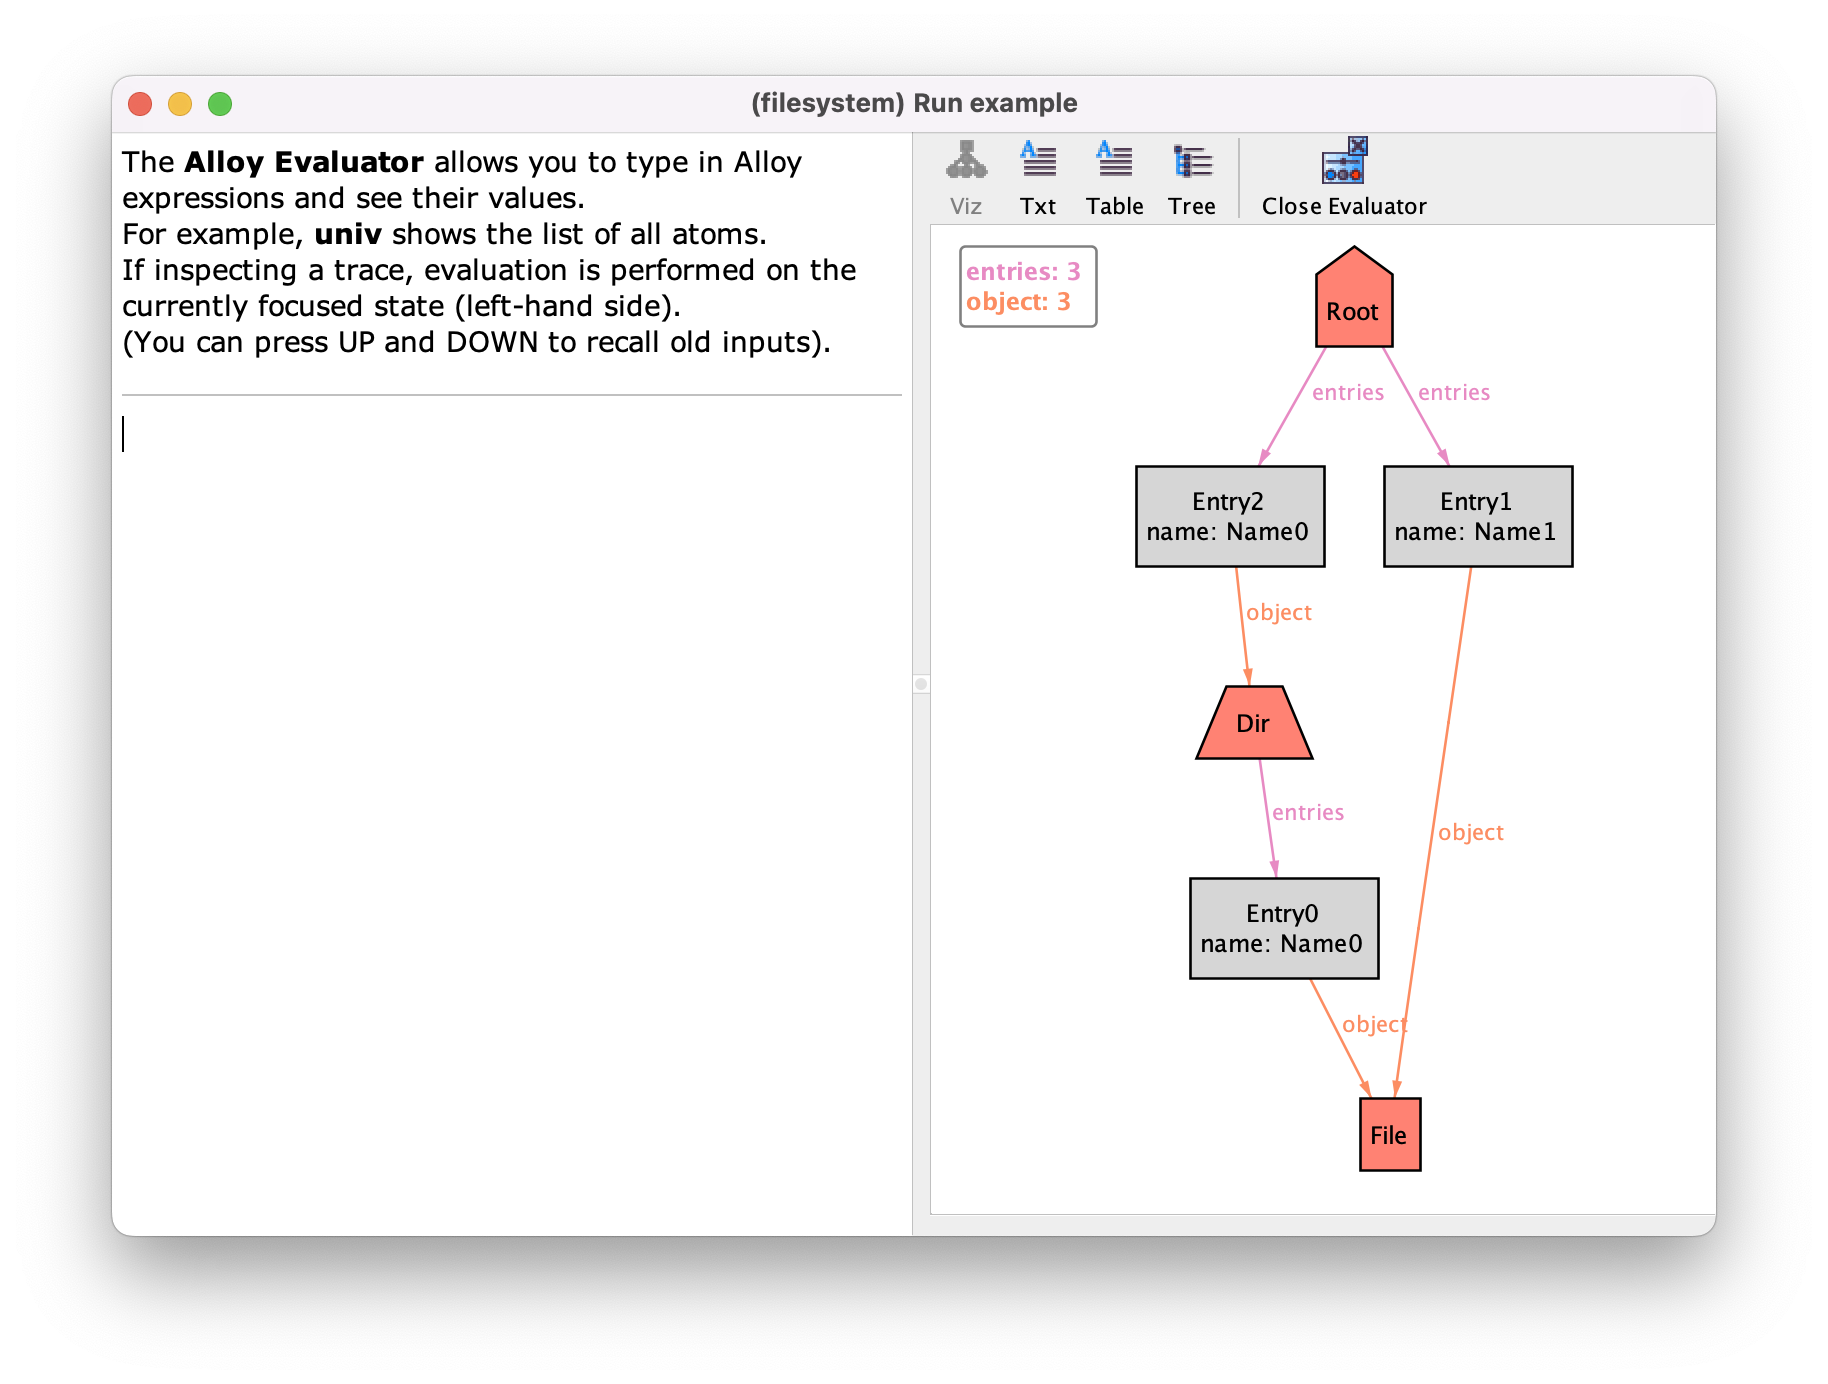 (filesystem) Run example
The Alloy Evaluator allows you to type in Alloy
expressions and see their values.
For example, univ shows the list of all atoms.
If inspecting a trace, evaluation is performed on the
currently focused state (left-hand side).
(You can press UP and DOWN to recall old inputs).
Viz Txt Table Tree Close Evaluator
entries: 3
object: 3
Root
entries entries
Entry2
name: Name0
Entry1
name: Name1
object
Dir
entries
object
Entry0
name: Name0
object
File